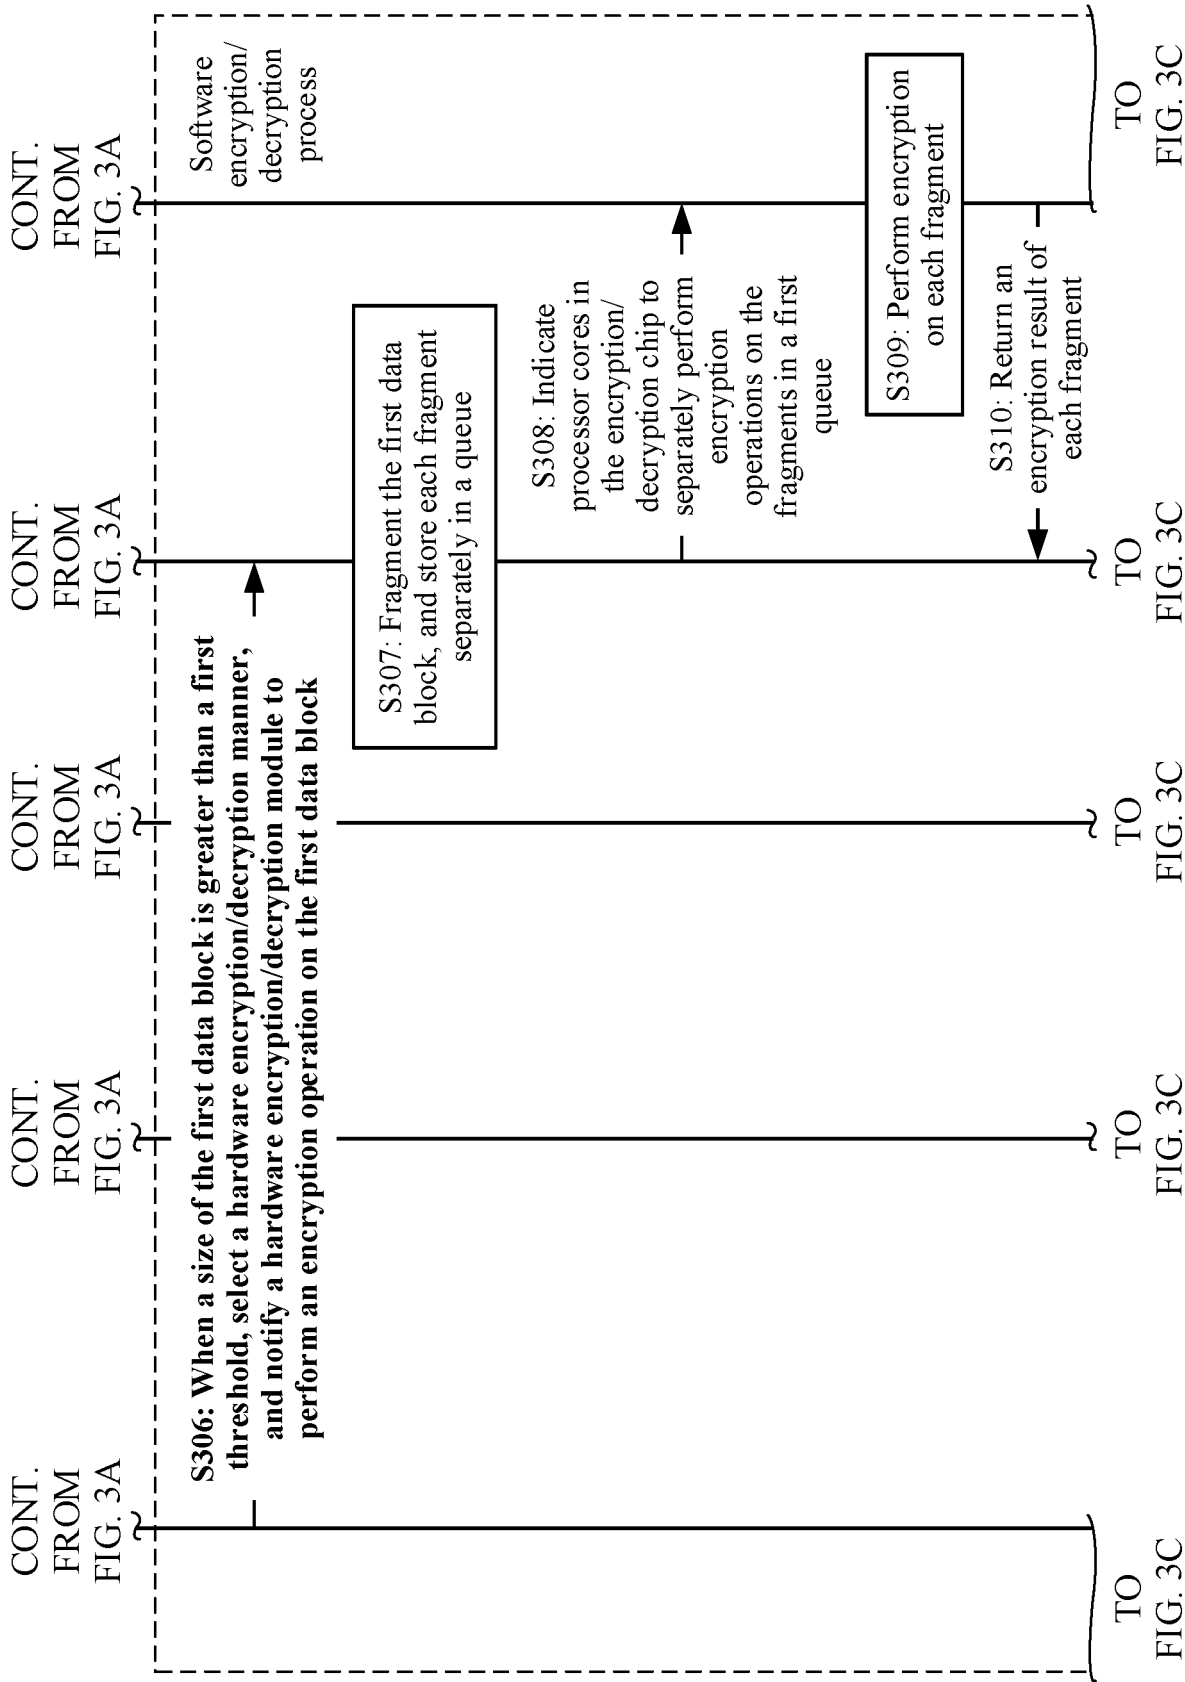 CONT.
FROM
FIG. 3A
CONT.
FROM
FIG. 3A
CONT.
FROM
FIG. 3A
CONT.
FROM
FIG. 3A
CONT.
FROM
FIG. 3A
Software
encryption/
decryption
process
S306: When a size of the first data block is greater than a first
threshold, select a hardware encryption/decryption manner,
and notify a hardware encryption/decryption module to
perform an encryption operation on the first data block
S307: Fragment the first data
block, and store each fragment
separately in a queue
S308: Indicate
processor cores in
the encryption/
decryption chip to
separately perform
encryption
operations on the
fragments in a first
queue
S309: Perform encryption
on each fragment
S310: Return an
encryption result of
each fragment
TO
FIG. 3C
TO
FIG. 3C
TO
FIG. 3C
TO
FIG. 3C
TO
FIG. 3C